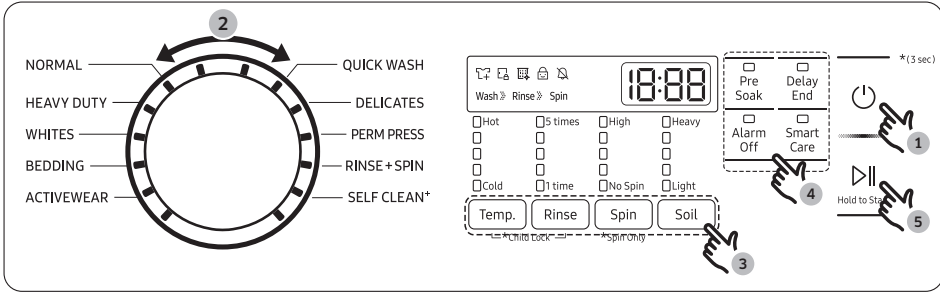 2
NORMAL
HEAVY DUTY
WHITES
BEDDING
ACTIVEWEAR
QUICK WASH
DELICATES
PERM PRESS
RINSE+SPIN
SELF CLEAN+
Wash》 Rinse》 Spin
18:88
Hot 5 times High Heavy
Cold 1 time No Spin Light
Temp. Rinse Spin Soil
*Child Lock *Spin Only
3
Pre Soak
Delay End
Alarm Off
Smart Care
4
*(3 sec)
1
Hold to
5